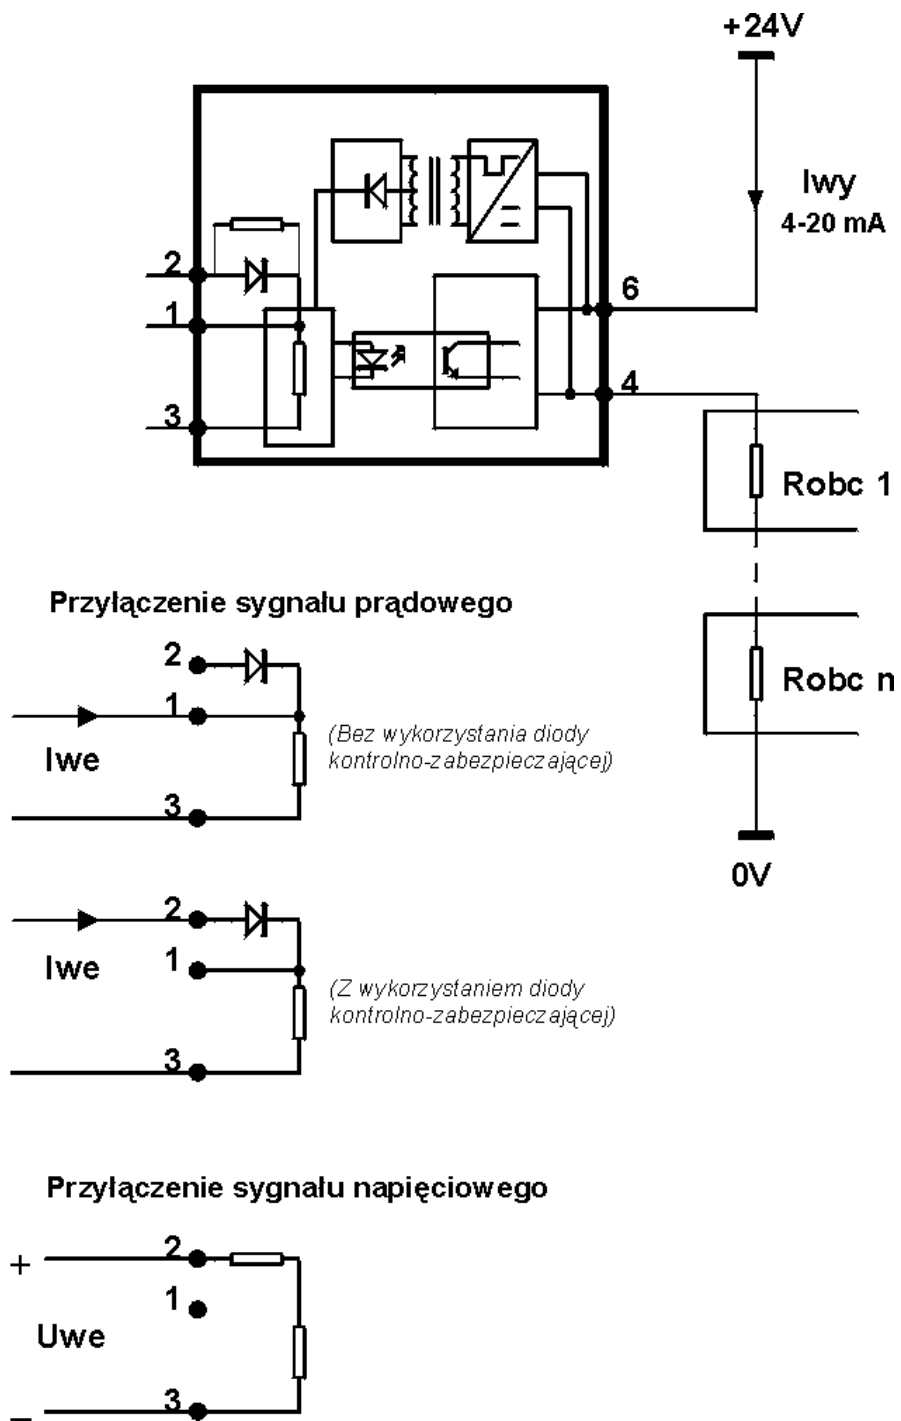 +24V
Iwy
4-20 mA
2
1
3
6
4
Robc 1
Robc n
0V
Przyłączenie sygnału prądowego
2
1
Iwe
3
(Bez wykorzystania diody
kontrolno-zabezpieczającej)
2
Iwe
1
3
(Z wykorzystaniem diody
kontrolno-zabezpieczającej)
Przyłączenie sygnału napięciowego
+
2
1
Uwe
3
–